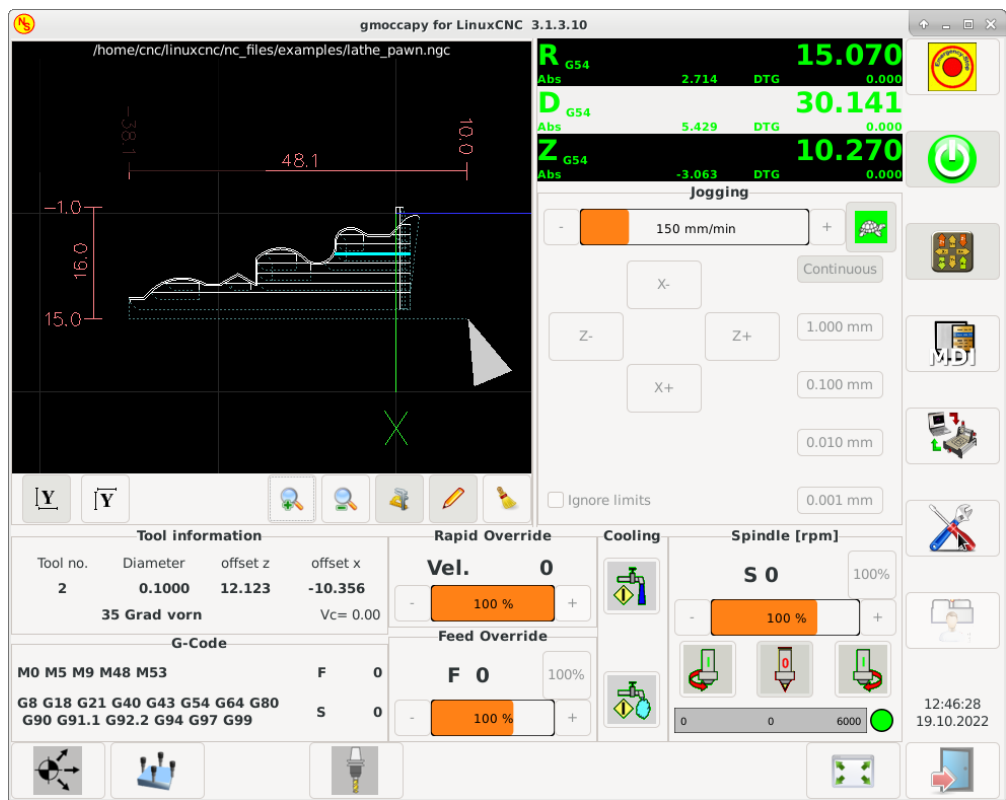 NS
gmoccapy for LinuxCNC 3.1.3.10
/home/cnc/linuxcnc/nc_files/examples/lathe_pawn.ngc
-38.1
10.0
48.1
-1.0
16.0
15.0
X
R G54 15.070
Abs 2.714 DTG 0.000
D G54 30.141
Abs 5.429 DTG 0.000
Z G54 10.270
Abs -3.063 DTG 0.000
Jogging
- 150 mm/min +
Continuous
X-
Z- Z+
X+
1.000 mm
0.100 mm
0.010 mm
0.001 mm
Ignore limits
Y
Y
Emergency-Stop
MDI
Tool information
Tool no. Diameter offset z offset x
2 0.1000 12.123 -10.356
35 Grad vorn Vc= 0.00
G-Code
M0 M5 M9 M48 M53 F 0
G8 G18 G21 G40 G43 G54 G64 G80
G90 G91.1 G92.2 G94 G97 G99
S 0
Rapid Override
Vel. 0
- 100 % +
Feed Override
F 0 100%
- 100 % +
Cooling
Spindle [rpm]
S 0 100%
- 100 % +
I 0 I
0 0 6000
12:46:28
19.10.2022